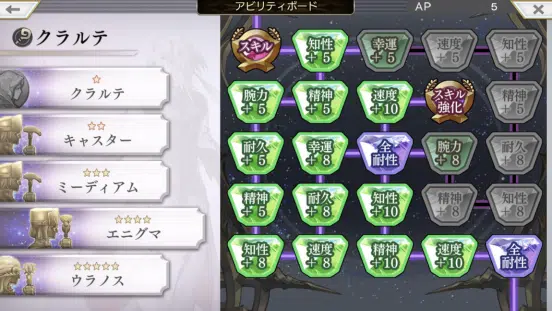 アビリティボード
AP 5
クラルテ
☆
クラルテ
☆☆
キャスター
☆☆☆
ミーディアム
☆☆☆☆
エニグマ
☆☆☆☆☆
ウラノス
スキル 知性+5 幸運+5 速度+5 知性+5
腕力+5 精神+5 速度+10 スキル強化 精神+5
耐久+5 幸運+8 全耐性 腕力+8 耐久+5
精神+5 耐久+8 知性+10 精神+8 知性+8
知性+8 速度+8 精神+8 速度+8 全耐性